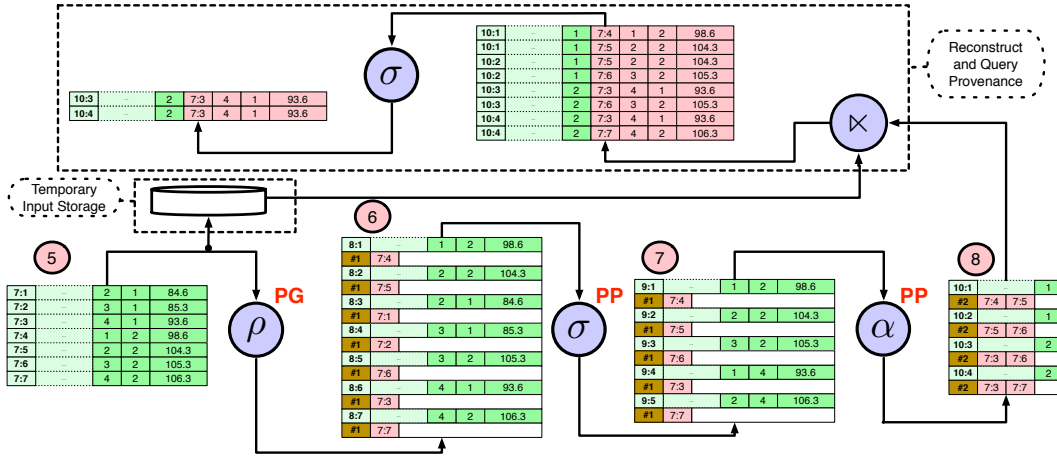 10:1 1 7:4 1 2 98.6
10:1 1 7:5 2 2 104.3
10:2 1 7:5 2 2 104.3
10:2 1 7:6 3 2 105.3
10:3 2 7:3 4 1 93.6
10:3 2 7:6 3 2 105.3
10:4 2 7:3 4 1 93.6
10:4 2 7:7 4 2 106.3
σ
10:3 2 7:3 4 1 93.6
10:4 2 7:3 4 1 93.6
⋉
Reconstruct
and Query
Provenance
Temporary
Input Storage
5
7:1 2 1 84.6
7:2 3 1 85.3
7:3 4 1 93.6
7:4 1 2 98.6
7:5 2 2 104.3
7:6 3 2 105.3
7:7 4 2 106.3
PG
ρ
6
8:1 1 2 98.6
#1 7:4
8:2 2 2 104.3
#1 7:5
8:3 2 1 84.6
#1 7:1
8:4 3 1 85.3
#1 7:2
8:5 3 2 105.3
#1 7:6
8:6 4 1 93.6
#1 7:3
8:7 4 2 106.3
#1 7:7
PP
σ
7
9:1 1 2 98.6
#1 7:4
9:2 2 2 104.3
#1 7:5
9:3 3 2 105.3
#1 7:6
9:4 1 4 93.6
#1 7:3
9:5 2 4 106.3
#1 7:7
PP
α
8
10:1 1
#2 7:4 7:5
10:2 1
#2 7:5 7:6
10:3 2
#2 7:3 7:6
10:4 2
#2 7:3 7:7